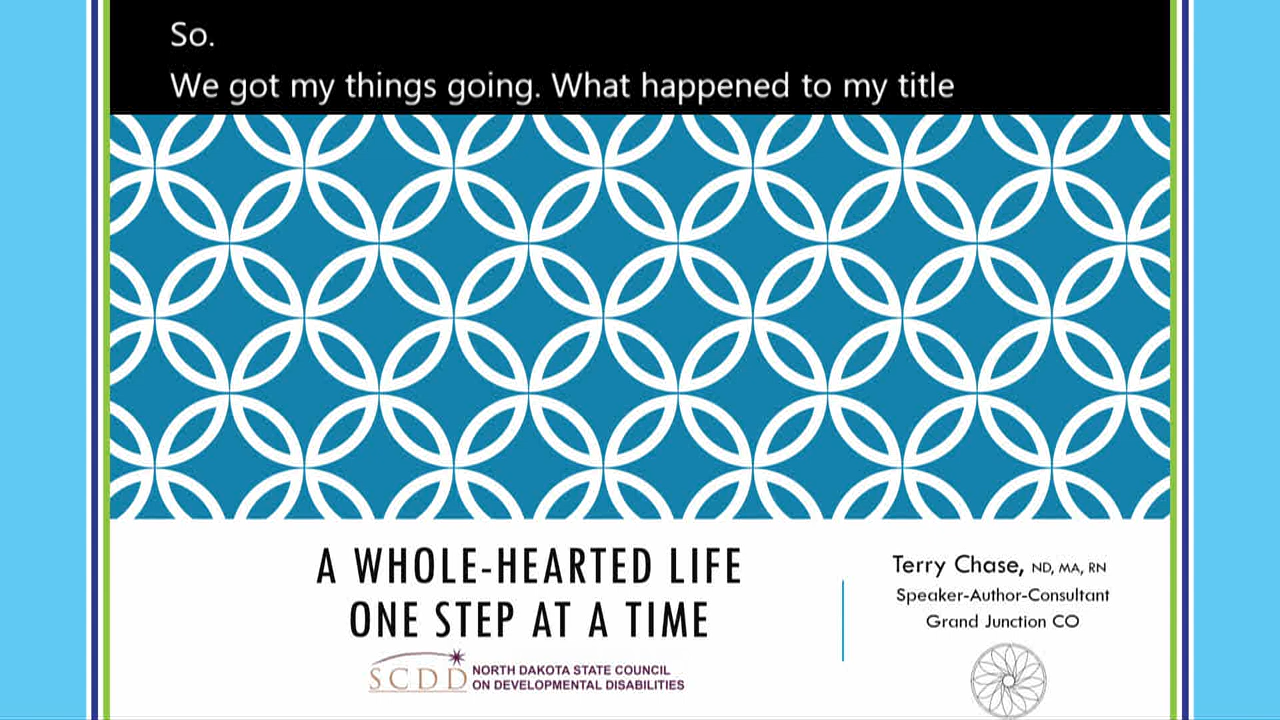 So.
We got my things going. What happened to my title
A WHOLE-HEARTED LIFE
ONE STEP AT A TIME
SCDD NORTH DAKOTA STATE COUNCIL
ON DEVELOPMENTAL DISABILITIES
Terry Chase, ND, MA, RN
Speaker-Author-Consultant
Grand Junction CO